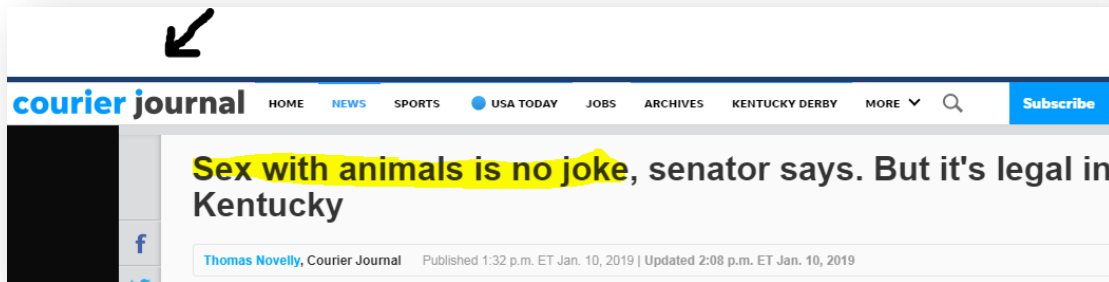 courier journal HOME NEWS SPORTS USA TODAY JOBS ARCHIVES KENTUCKY DERBY MORE Subscribe
Sex with animals is no joke, senator says. But it's legal in
Kentucky
f
Thomas Novelly, Courier Journal Published 1:32 p.m. ET Jan. 10, 2019 | Updated 2:08 p.m. ET Jan. 10, 2019